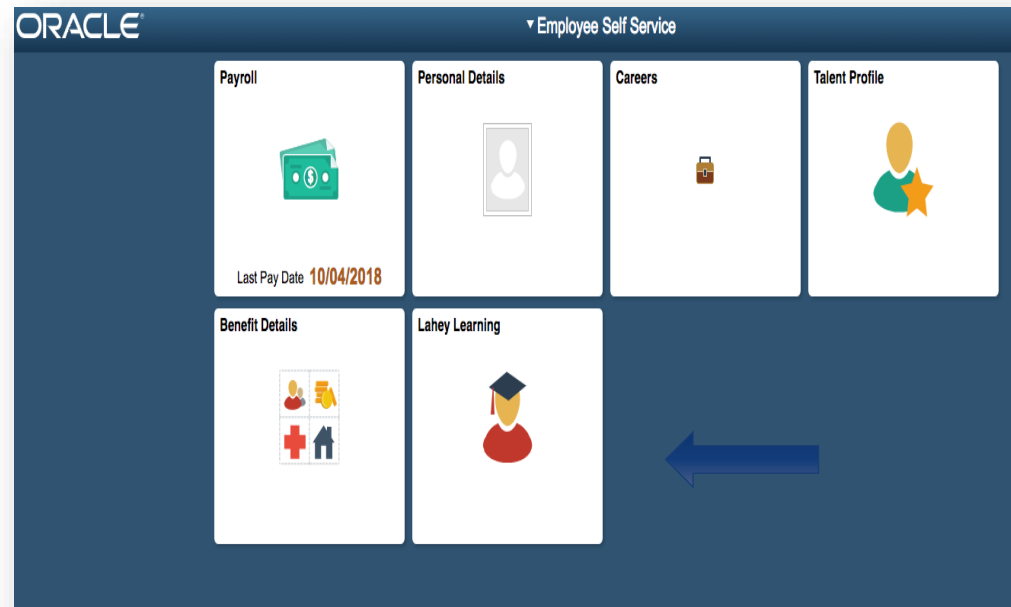 ORACLE®
Employee Self Service
Payroll
Personal Details
Careers
Talent Profile
Last Pay Date 10/04/2018
Benefit Details
Lahey Learning